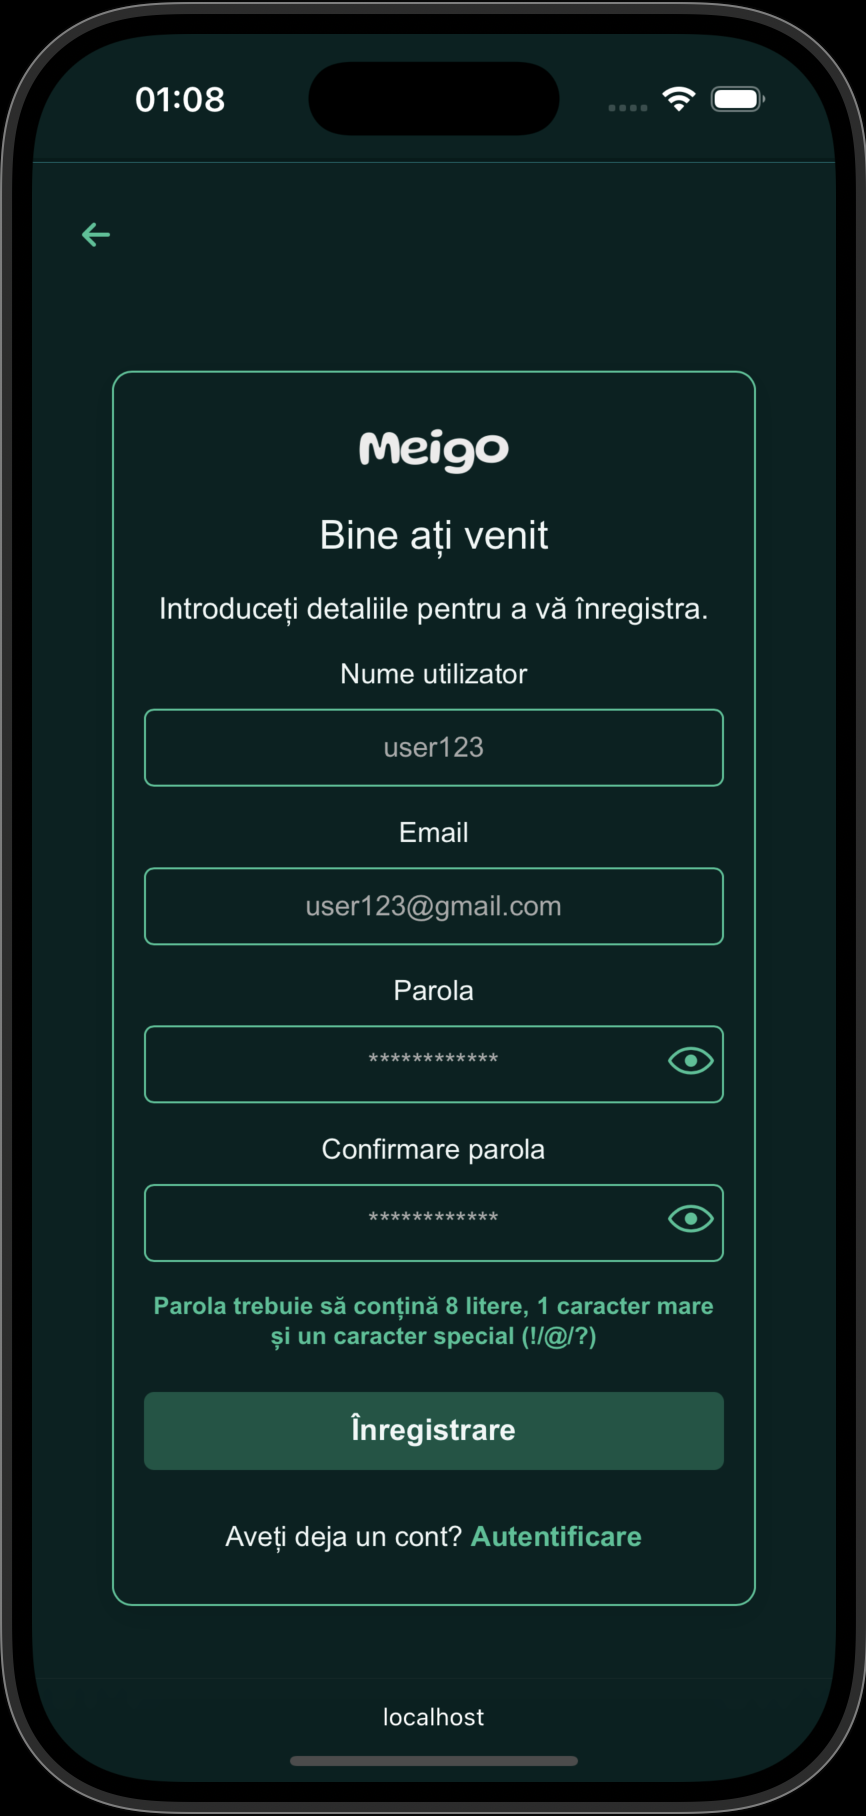 01:08
Meigo
Bine ați venit
Introduceți detaliile pentru a vă înregistra.
Nume utilizator
user123
Email
user123@gmail.com
Parola
************
Confirmare parola
************
Parola trebuie să conțină 8 litere, 1 caracter mare
și un caracter special (!/@/?)
Înregistrare
Aveți deja un cont? Autentificare
localhost